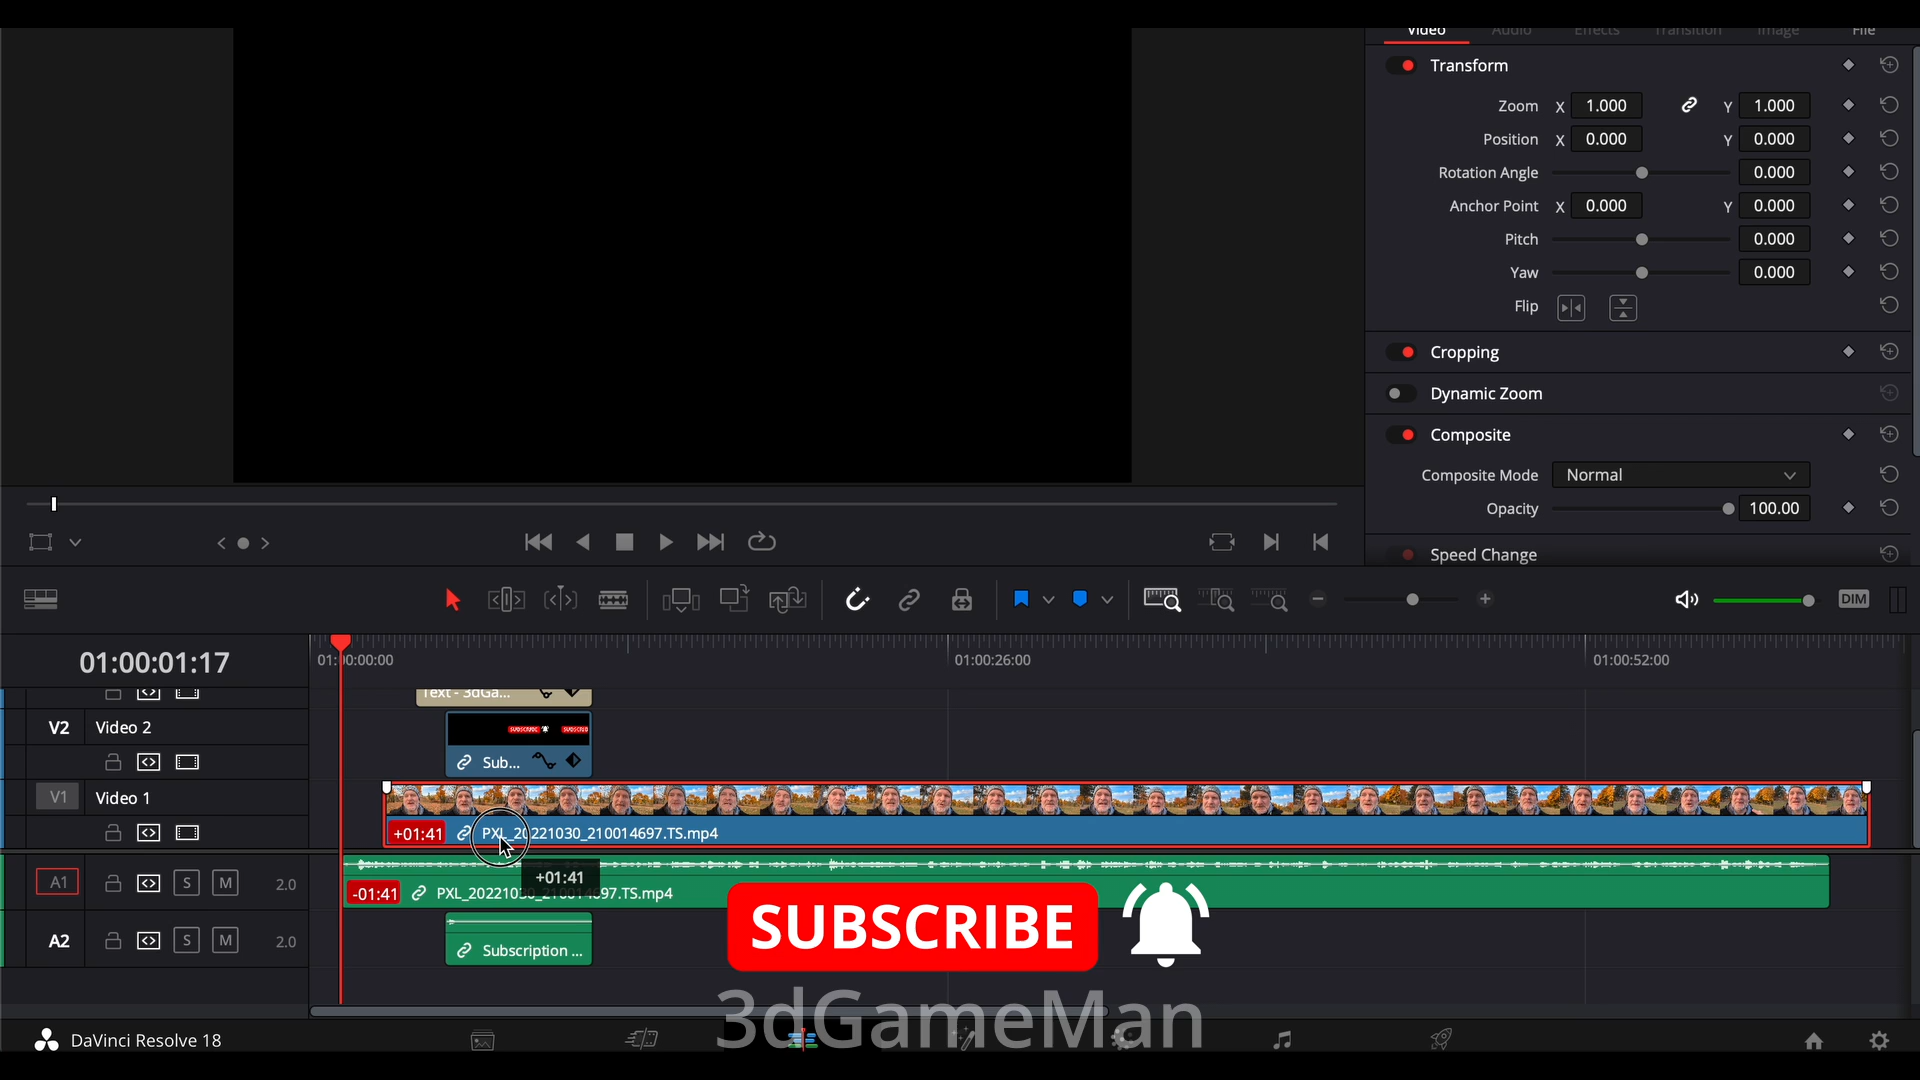 Video Audio Effects Transition Image File
Transform
Zoom X 1.000 Y 1.000
Position X 0.000 Y 0.000
Rotation Angle 0.000
Anchor Point X 0.000 Y 0.000
Pitch 0.000
Yaw 0.000
Flip
Cropping
Dynamic Zoom
Composite
Composite Mode Normal
Opacity 100.00
Speed Change
DIM
01:00:01:17
01:00:00:00 01:00:26:00 01:00:52:00
Text - 3dGa...
V2 Video 2
SUBSCRIBE
Sub...
V1 Video 1
+01:41 PXL_20221030_210014697.TS.mp4
+01:41
A1 S M 2.0
-01:41 PXL_20221030_210014697.TS.mp4
A2 S M 2.0
Subscription ...
SUBSCRIBE
3dGameMan
DaVinci Resolve 18